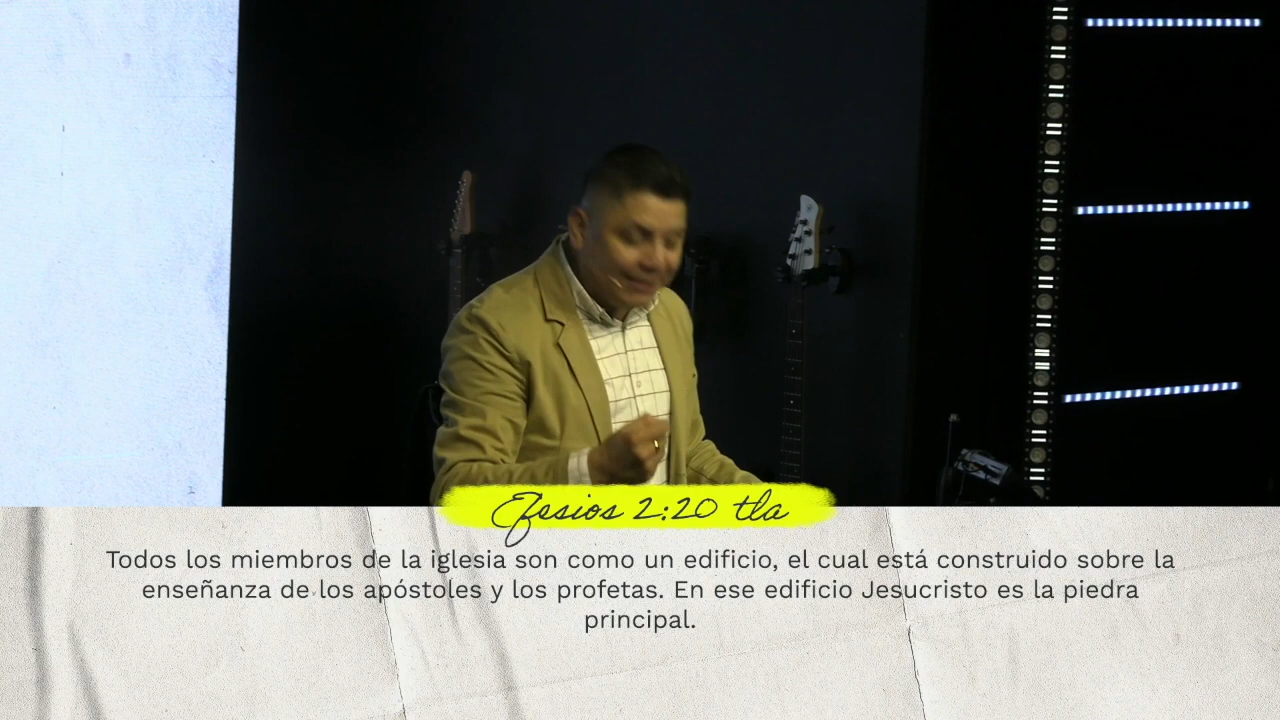 Efesios 2:20 tla
Todos los miembros de la iglesia son como un edificio, el cual está construido sobre la
enseñanza de los apóstoles y los profetas. En ese edificio Jesucristo es la piedra
principal.